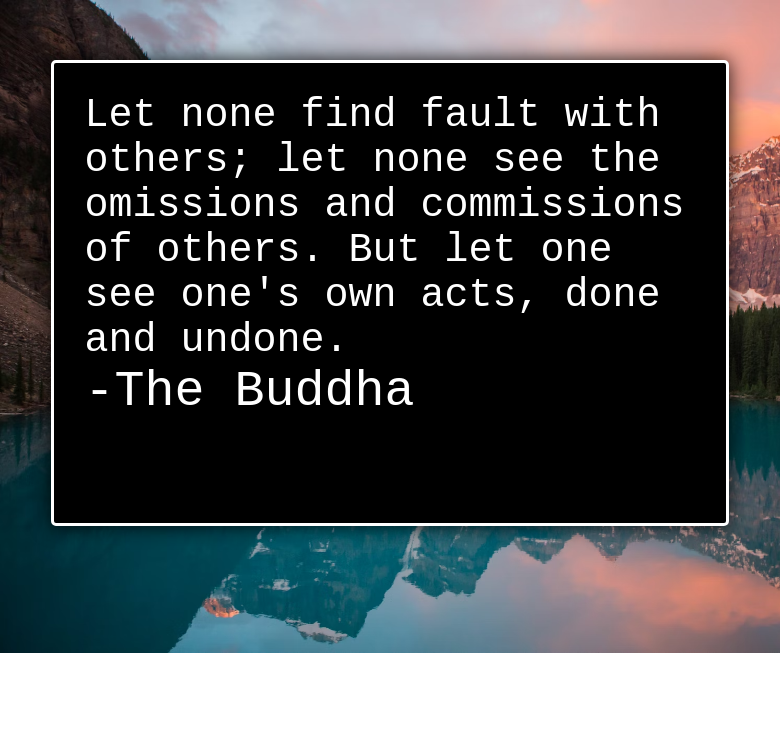 Let none find fault with
others; let none see the
omissions and commissions
of others. But let one
see one's own acts, done
and undone.
-The Buddha